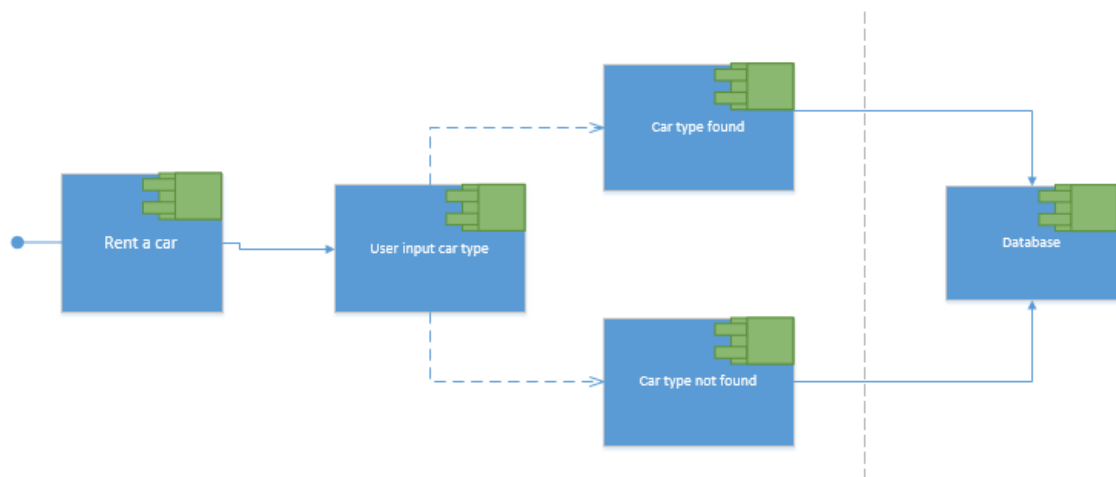 Car type found
Rent a car
User input car type
Database
Car type not found